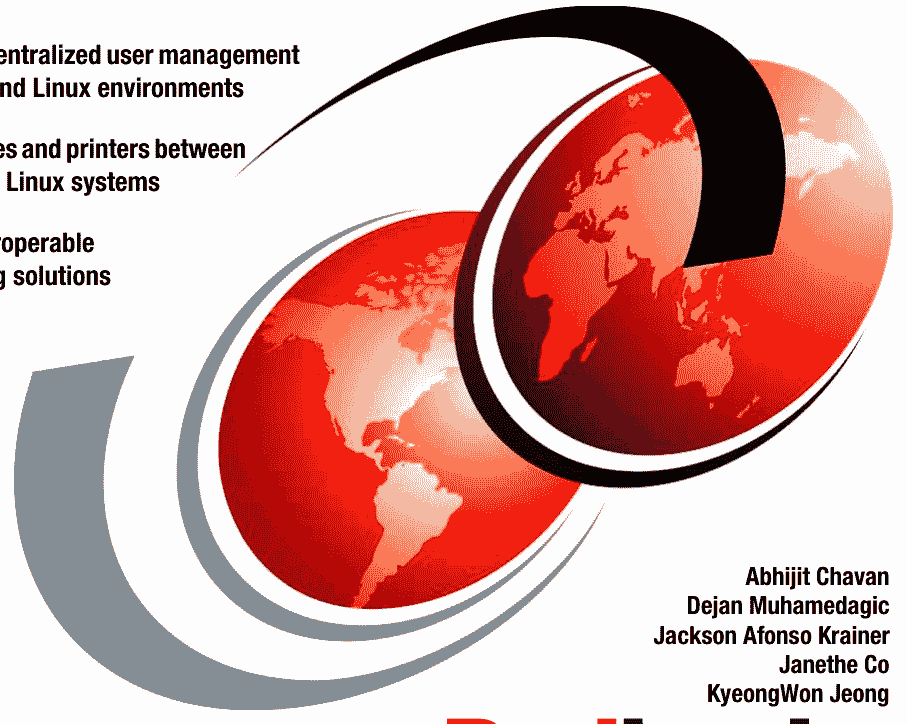 entralized user management
nd Linux environments
es and printers between
Linux systems
roperable
g solutions
Abhijit Chavan
Dejan Muhamedagic
Jackson Afonso Krainer
Janethe Co
KyeongWon Jeong